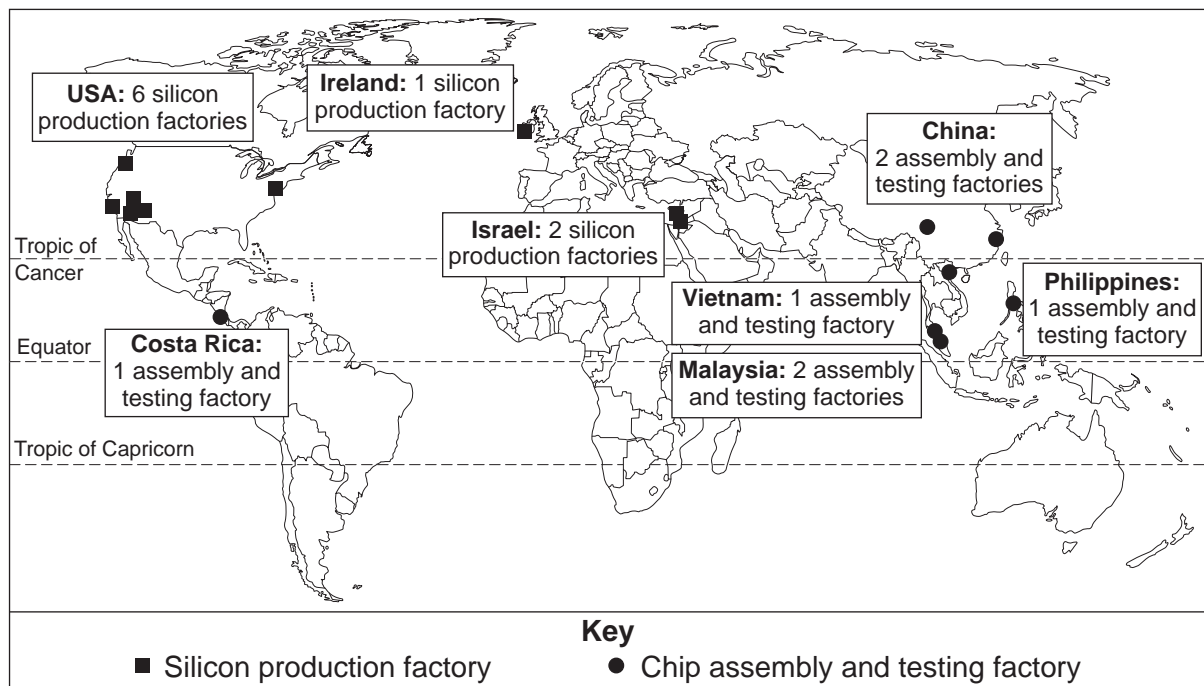 USA: 6 silicon
production factories
Ireland: 1 silicon
production factory
China:
2 assembly and
testing factories
Israel: 2 silicon
production factories
Tropic of
Cancer
Vietnam: 1 assembly
and testing factory
Philippines:
1 assembly and
testing factory
Equator
Costa Rica:
1 assembly and
testing factory
Malaysia: 2 assembly
and testing factories
Tropic of Capricorn
Key
Silicon production factory
Chip assembly and testing factory